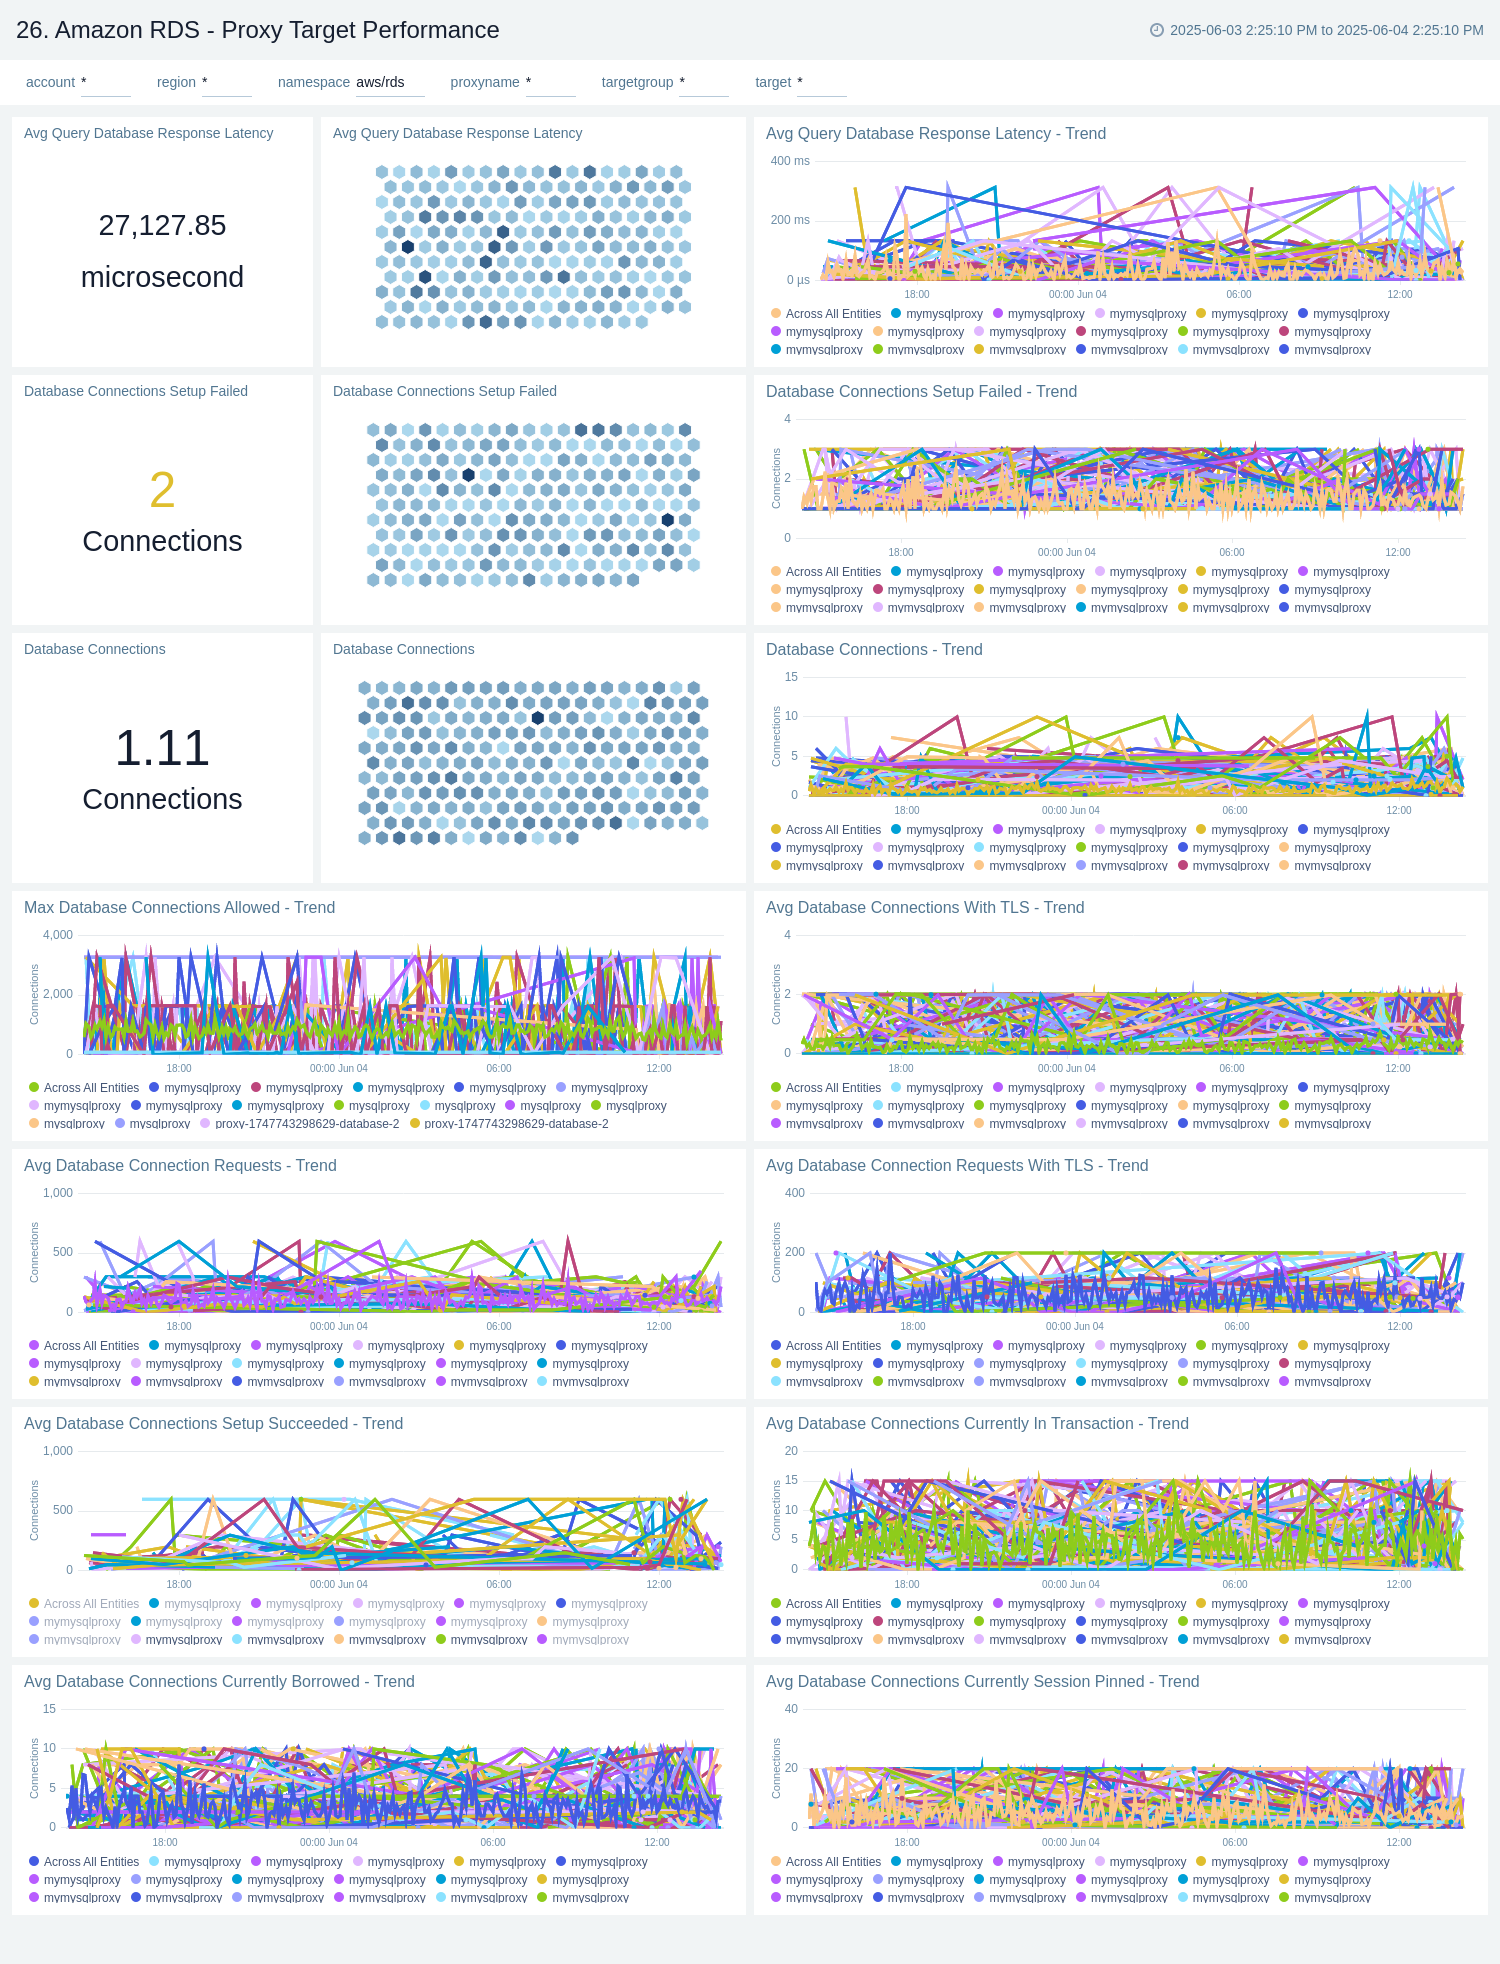 26. Amazon RDS - Proxy Target Performance
2025-06-03 2:25:10 PM to 2025-06-04 2:25:10 PM
account * region * namespace aws/rds proxyname * targetgroup * target *
Avg Query Database Response Latency
27,127.85
microsecond
Avg Query Database Response Latency
Avg Query Database Response Latency - Trend
400 ms
200 ms
0 µs
18:00 00:00 Jun 04 06:00 12:00
Across All Entities mymysqlproxy mymysqlproxy mymysqlproxy mymysqlproxy mymysqlproxy
mymysqlproxy mymysqlproxy mymysqlproxy mymysqlproxy mymysqlproxy mymysqlproxy
mymysqlproxy mymysqlproxy mymysqlproxy mymysqlproxy mymysqlproxy mymysqlproxy
Database Connections Setup Failed
2
Connections
Database Connections Setup Failed
Database Connections Setup Failed - Trend
Connections
4
2
0
18:00 00:00 Jun 04 06:00 12:00
Across All Entities mymysqlproxy mymysqlproxy mymysqlproxy mymysqlproxy mymysqlproxy
mymysqlproxy mymysqlproxy mymysqlproxy mymysqlproxy mymysqlproxy mymysqlproxy
mymysqlproxy mymysqlproxy mymysqlproxy mymysqlproxy mymysqlproxy mymysqlproxy
Database Connections
1.11
Connections
Database Connections
Database Connections - Trend
Connections
15
10
5
0
18:00 00:00 Jun 04 06:00 12:00
Across All Entities mymysqlproxy mymysqlproxy mymysqlproxy mymysqlproxy mymysqlproxy
mymysqlproxy mymysqlproxy mymysqlproxy mymysqlproxy mymysqlproxy mymysqlproxy
mymysqlproxy mymysqlproxy mymysqlproxy mymysqlproxy mymysqlproxy mymysqlproxy
Max Database Connections Allowed - Trend
Connections
4,000
2,000
0
18:00 00:00 Jun 04 06:00 12:00
Across All Entities mymysqlproxy mymysqlproxy mymysqlproxy mymysqlproxy mymysqlproxy
mymysqlproxy mymysqlproxy mymysqlproxy mysqlproxy mysqlproxy mysqlproxy mysqlproxy
mysqlproxy mysqlproxy proxy-1747743298629-database-2 proxy-1747743298629-database-2
Avg Database Connections With TLS - Trend
Connections
4
2
0
18:00 00:00 Jun 04 06:00 12:00
Across All Entities mymysqlproxy mymysqlproxy mymysqlproxy mymysqlproxy mymysqlproxy
mymysqlproxy mymysqlproxy mymysqlproxy mymysqlproxy mymysqlproxy mymysqlproxy
mymysqlproxy mymysqlproxy mymysqlproxy mymysqlproxy mymysqlproxy mymysqlproxy
Avg Database Connection Requests - Trend
Connections
1,000
500
0
18:00 00:00 Jun 04 06:00 12:00
Across All Entities mymysqlproxy mymysqlproxy mymysqlproxy mymysqlproxy mymysqlproxy
mymysqlproxy mymysqlproxy mymysqlproxy mymysqlproxy mymysqlproxy mymysqlproxy
mymysqlproxy mymysqlproxy mymysqlproxy mymysqlproxy mymysqlproxy mymysqlproxy
Avg Database Connection Requests With TLS - Trend
Connections
400
200
0
18:00 00:00 Jun 04 06:00 12:00
Across All Entities mymysqlproxy mymysqlproxy mymysqlproxy mymysqlproxy mymysqlproxy
mymysqlproxy mymysqlproxy mymysqlproxy mymysqlproxy mymysqlproxy mymysqlproxy
mymysqlproxy mymysqlproxy mymysqlproxy mymysqlproxy mymysqlproxy mymysqlproxy
Avg Database Connections Setup Succeeded - Trend
Connections
1,000
500
0
18:00 00:00 Jun 04 06:00 12:00
Across All Entities mymysqlproxy mymysqlproxy mymysqlproxy mymysqlproxy mymysqlproxy
mymysqlproxy mymysqlproxy mymysqlproxy mymysqlproxy mymysqlproxy mymysqlproxy
mymysqlproxy mymysqlproxy mymysqlproxy mymysqlproxy mymysqlproxy mymysqlproxy
Avg Database Connections Currently In Transaction - Trend
Connections
20
15
10
5
0
18:00 00:00 Jun 04 06:00 12:00
Across All Entities mymysqlproxy mymysqlproxy mymysqlproxy mymysqlproxy mymysqlproxy
mymysqlproxy mymysqlproxy mymysqlproxy mymysqlproxy mymysqlproxy mymysqlproxy
mymysqlproxy mymysqlproxy mymysqlproxy mymysqlproxy mymysqlproxy mymysqlproxy
Avg Database Connections Currently Borrowed - Trend
Connections
15
10
5
0
18:00 00:00 Jun 04 06:00 12:00
Across All Entities mymysqlproxy mymysqlproxy mymysqlproxy mymysqlproxy mymysqlproxy
mymysqlproxy mymysqlproxy mymysqlproxy mymysqlproxy mymysqlproxy mymysqlproxy
mymysqlproxy mymysqlproxy mymysqlproxy mymysqlproxy mymysqlproxy mymysqlproxy
Avg Database Connections Currently Session Pinned - Trend
Connections
40
20
0
18:00 00:00 Jun 04 06:00 12:00
Across All Entities mymysqlproxy mymysqlproxy mymysqlproxy mymysqlproxy mymysqlproxy
mymysqlproxy mymysqlproxy mymysqlproxy mymysqlproxy mymysqlproxy mymysqlproxy
mymysqlproxy mymysqlproxy mymysqlproxy mymysqlproxy mymysqlproxy mymysqlproxy